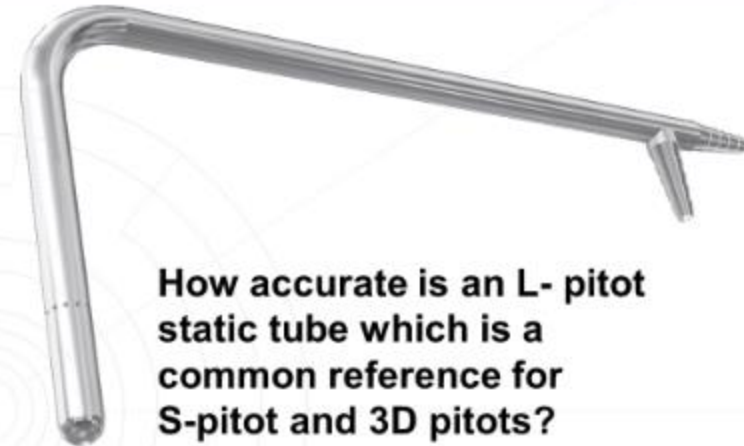 How accurate is an L- pitot
static tube which is a
common reference for
S-pitot and 3D pitots?